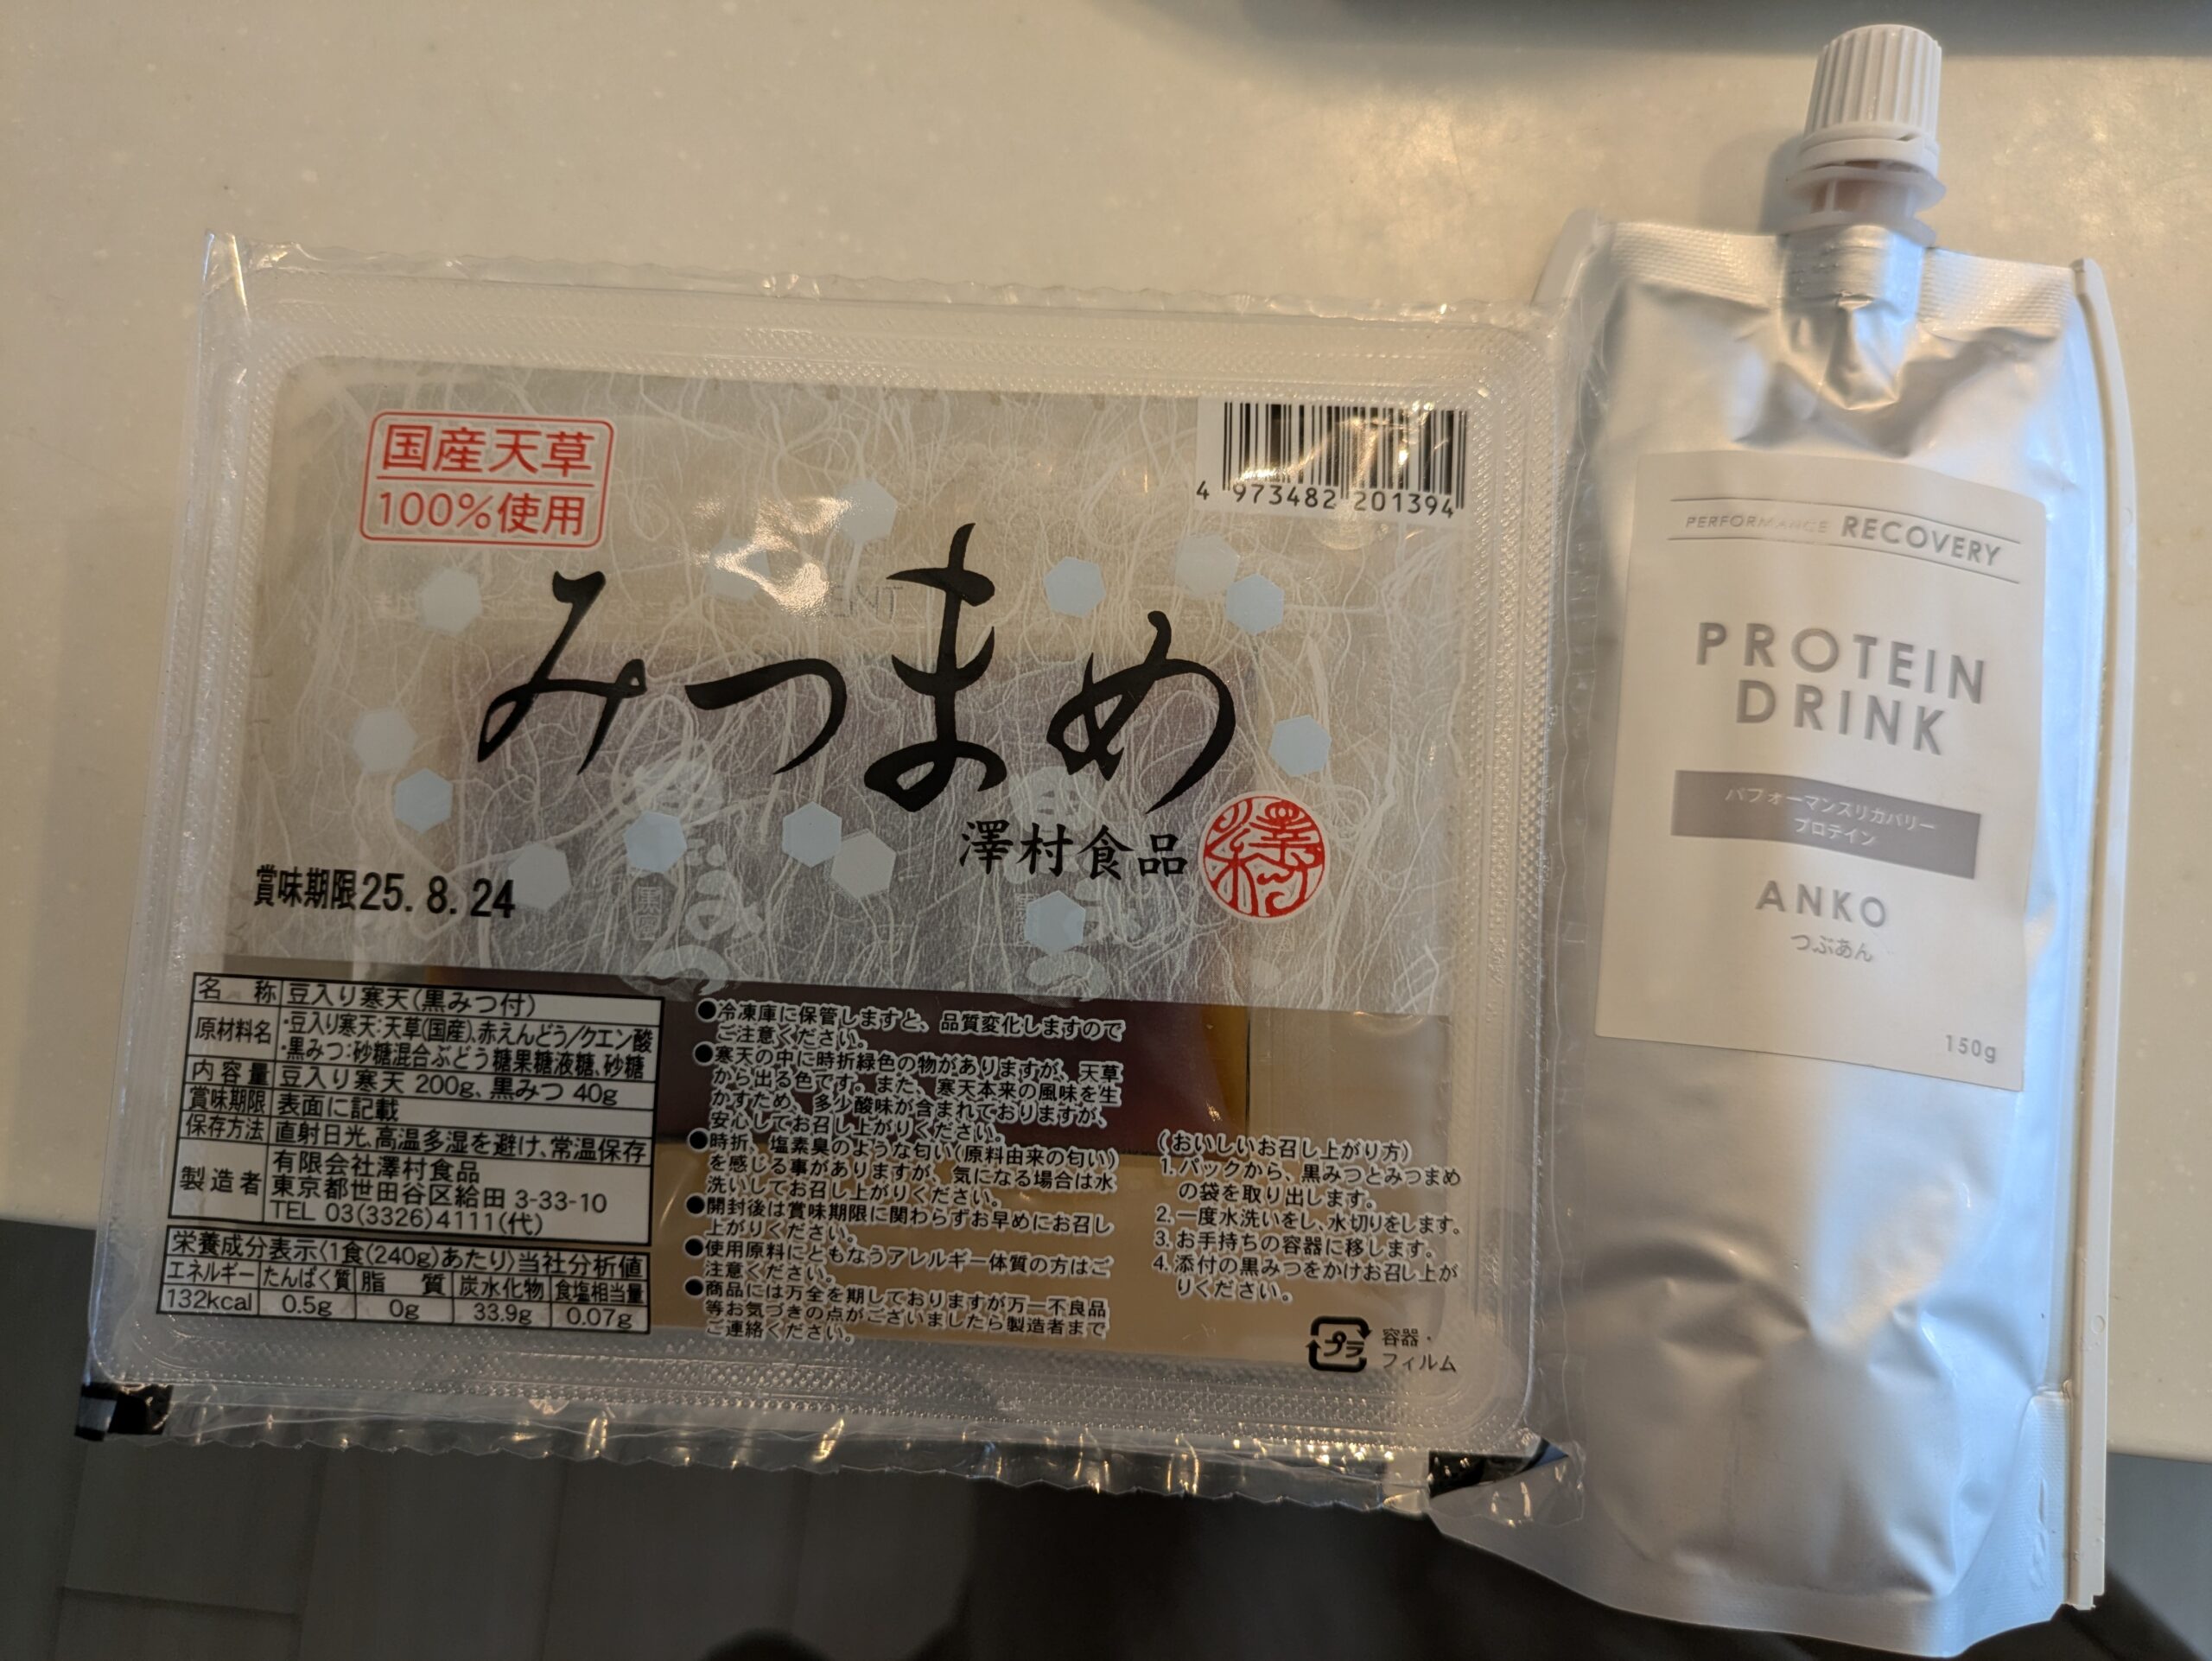 国産天草
100%使用
4 973482 201394
みつまめ
澤村食品
澤村
賞味期限25.8.24
名 称 豆入り寒天(黒みつ付)
原材料名 ・豆入り寒天:天草(国産)、赤えんどう/クエン酸
・黒みつ:砂糖混合ぶどう糖果糖液糖、砂糖
内容量 豆入り寒天 200g、黒みつ 40g
賞味期限 表面に記載
保存方法 直射日光、高温多湿を避け、常温保存
製造者 有限会社澤村食品
東京都世田谷区給田 3-33-10
TEL 03(3326)4111(代)
栄養成分表示〈1食(240g)あたり〉当社分析値
エネルギー たんぱく質 脂 質 炭水化物 食塩相当量
132kcal 0.5g 0g 33.9g 0.07g
●冷凍庫に保管しますと、品質変化しますので
ご注意ください。
●寒天の中に時折緑色の物がありますが、天草
から出る色です。また、寒天本来の風味を生
かすため、多少酸味が含まれておりますが、
安心してお召し上がりください。
●時折、塩素臭のような匂い(原料由来の匂い)
を感じる事がありますが、気になる場合は水
洗いしてお召し上がりください。
●開封後は賞味期限に関わらずお早めにお召し
上がりください。
●使用原料にともなうアレルギー体質の方はご
注意ください。
●商品には万全を期しておりますが万一不良品
等お気づきの点がございましたら製造者まで
ご連絡ください。
(おいしいお召し上がり方)
1.パックから、黒みつとみつまめ
の袋を取り出します。
2.一度水洗いをし、水切りをします。
3.お手持ちの容器に移します。
4.添付の黒みつをかけお召し上が
りください。
プラ
容器・
フィルム
PERFORMANCE RECOVERY
PROTEIN
DRINK
パフォーマンスリカバリー
プロテイン
ANKO
つぶあん
150g